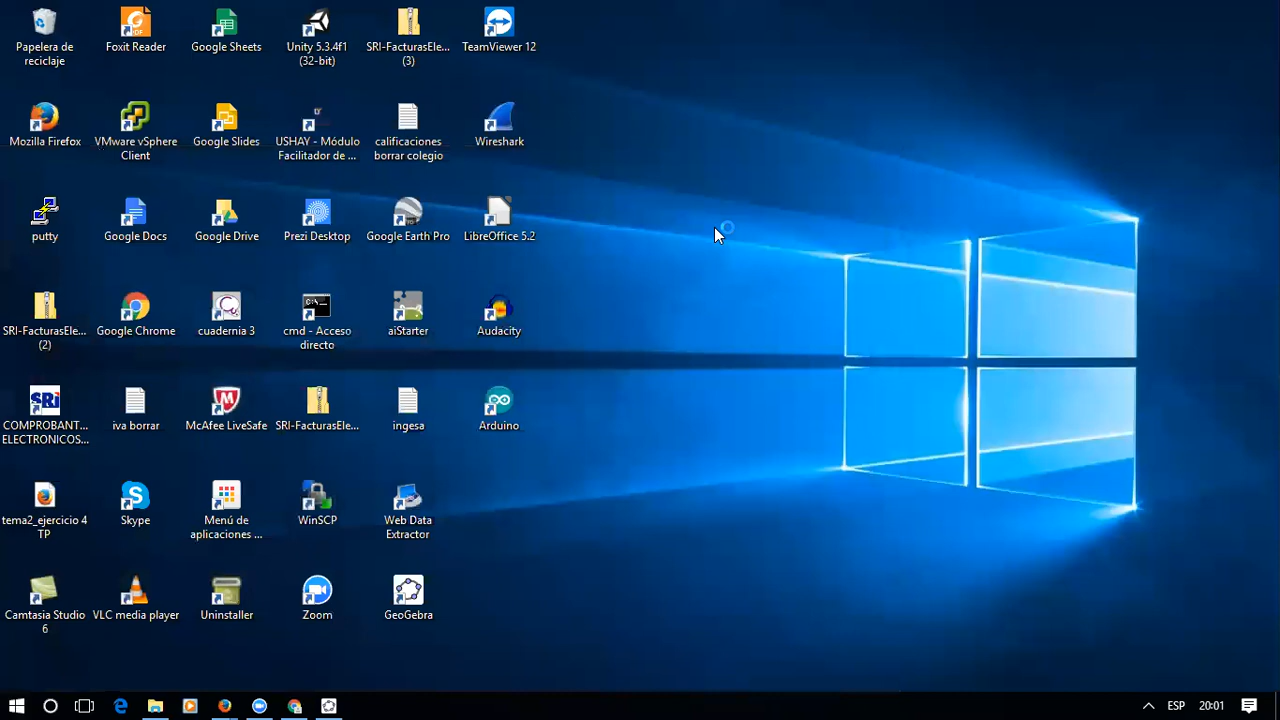 Papelera de
reciclaje
Foxit Reader
Google Sheets
Unity 5.3.4f1
(32-bit)
SRI-FacturasEle...
(3)
TeamViewer 12
Mozilla Firefox
VMware vSphere
Client
Google Slides
USHAY - Módulo
Facilitador de ...
calificaciones
borrar colegio
Wireshark
putty
Google Docs
Google Drive
Prezi Desktop
Google Earth Pro
LibreOffice 5.2
SRI-FacturasEle...
(2)
Google Chrome
cuadernia 3
cmd - Acceso
directo
aiStarter
Audacity
SRi
COMPROBANT...
ELECTRONICOS...
iva borrar
McAfee LiveSafe
SRI-FacturasEle...
ingesa
Arduino
tema2_ejercicio 4
TP
Skype
Menú de
aplicaciones ...
WinSCP
Web Data
Extractor
Camtasia Studio
6
VLC media player
Uninstaller
Zoom
GeoGebra
ESP
20:01